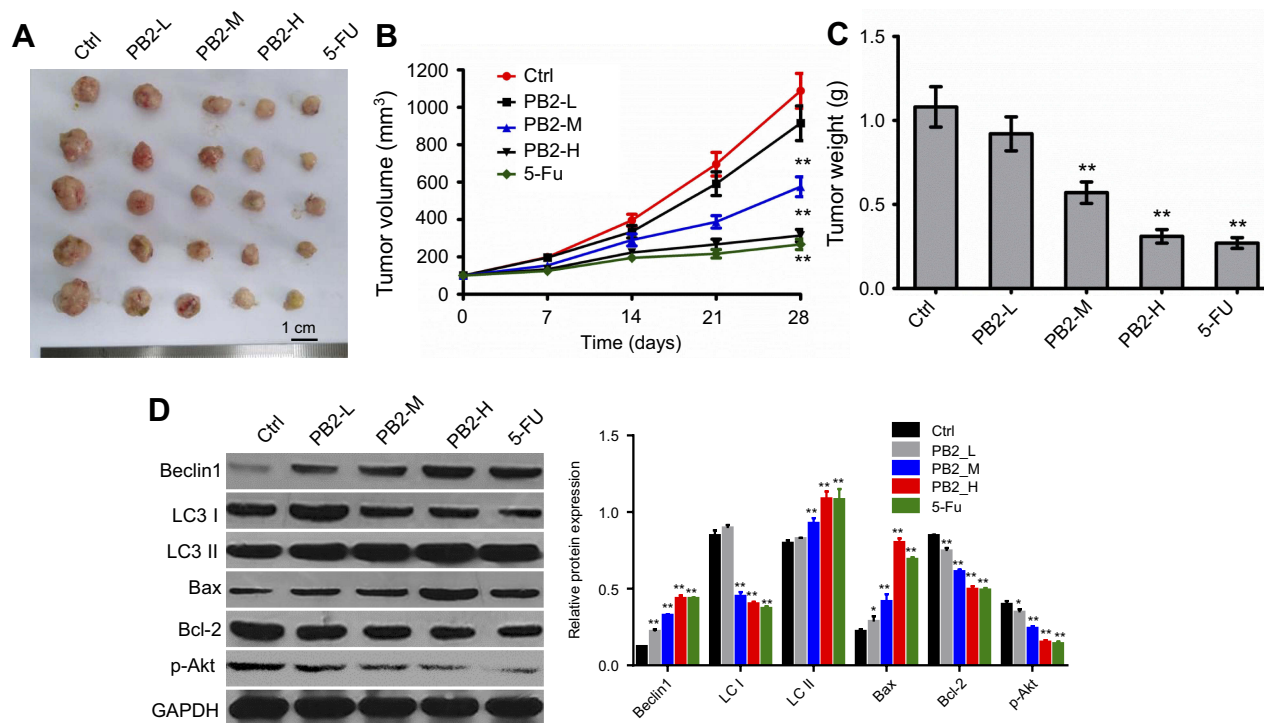 A
Ctrl PB2-L PB2-M PB2-H 5-FU
1 cm
B
Tumor volume (mm³)
1200
1000
800
600
400
200
0
Ctrl
PB2-L
PB2-M
PB2-H
5-Fu
**
**
**
0 7 14 21 28
Time (days)
C
Tumor weight (g)
1.5
1.0
0.5
0.0
** ** **
Ctrl PB2-L PB2-M PB2-H 5-FU
D
Ctrl PB2-L PB2-M PB2-H 5-FU
Beclin1
LC3 I
LC3 II
Bax
Bcl-2
p-Akt
GAPDH
Relative protein expression
1.5
1.0
0.5
0.0
Ctrl
PB2_L
PB2_M
PB2_H
5-Fu
** ** ** **
** ** **
** ** **
* ** ** **
** ** ** **
* ** ** **
Beclin1 LC I LC II Bax Bcl-2 p-Akt